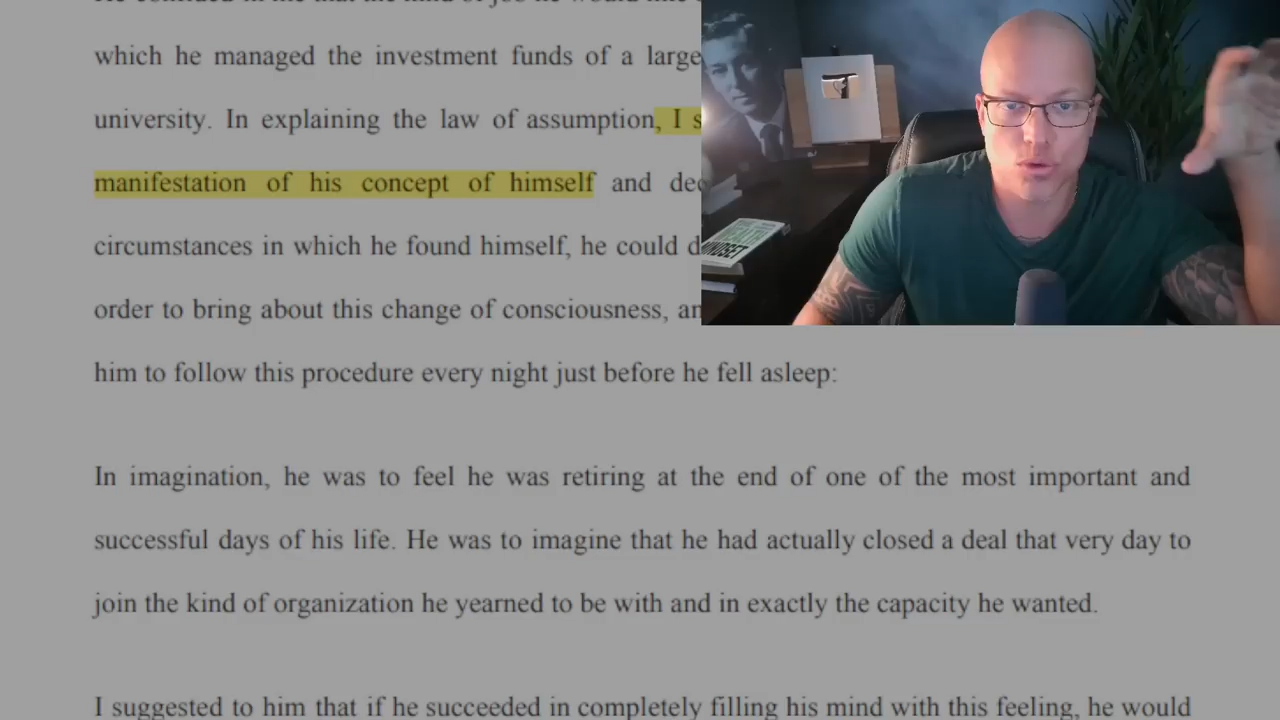 which he managed the investment funds of a large
university. In explaining the law of assumption, I s
manifestation of his concept of himself and dec
circumstances in which he found himself, he could d
order to bring about this change of consciousness, an
him to follow this procedure every night just before he fell asleep:
In imagination, he was to feel he was retiring at the end of one of the most important and
successful days of his life. He was to imagine that he had actually closed a deal that very day to
join the kind of organization he yearned to be with and in exactly the capacity he wanted.
I suggested to him that if he succeeded in completely filling his mind with this feeling, he would
MINDSET